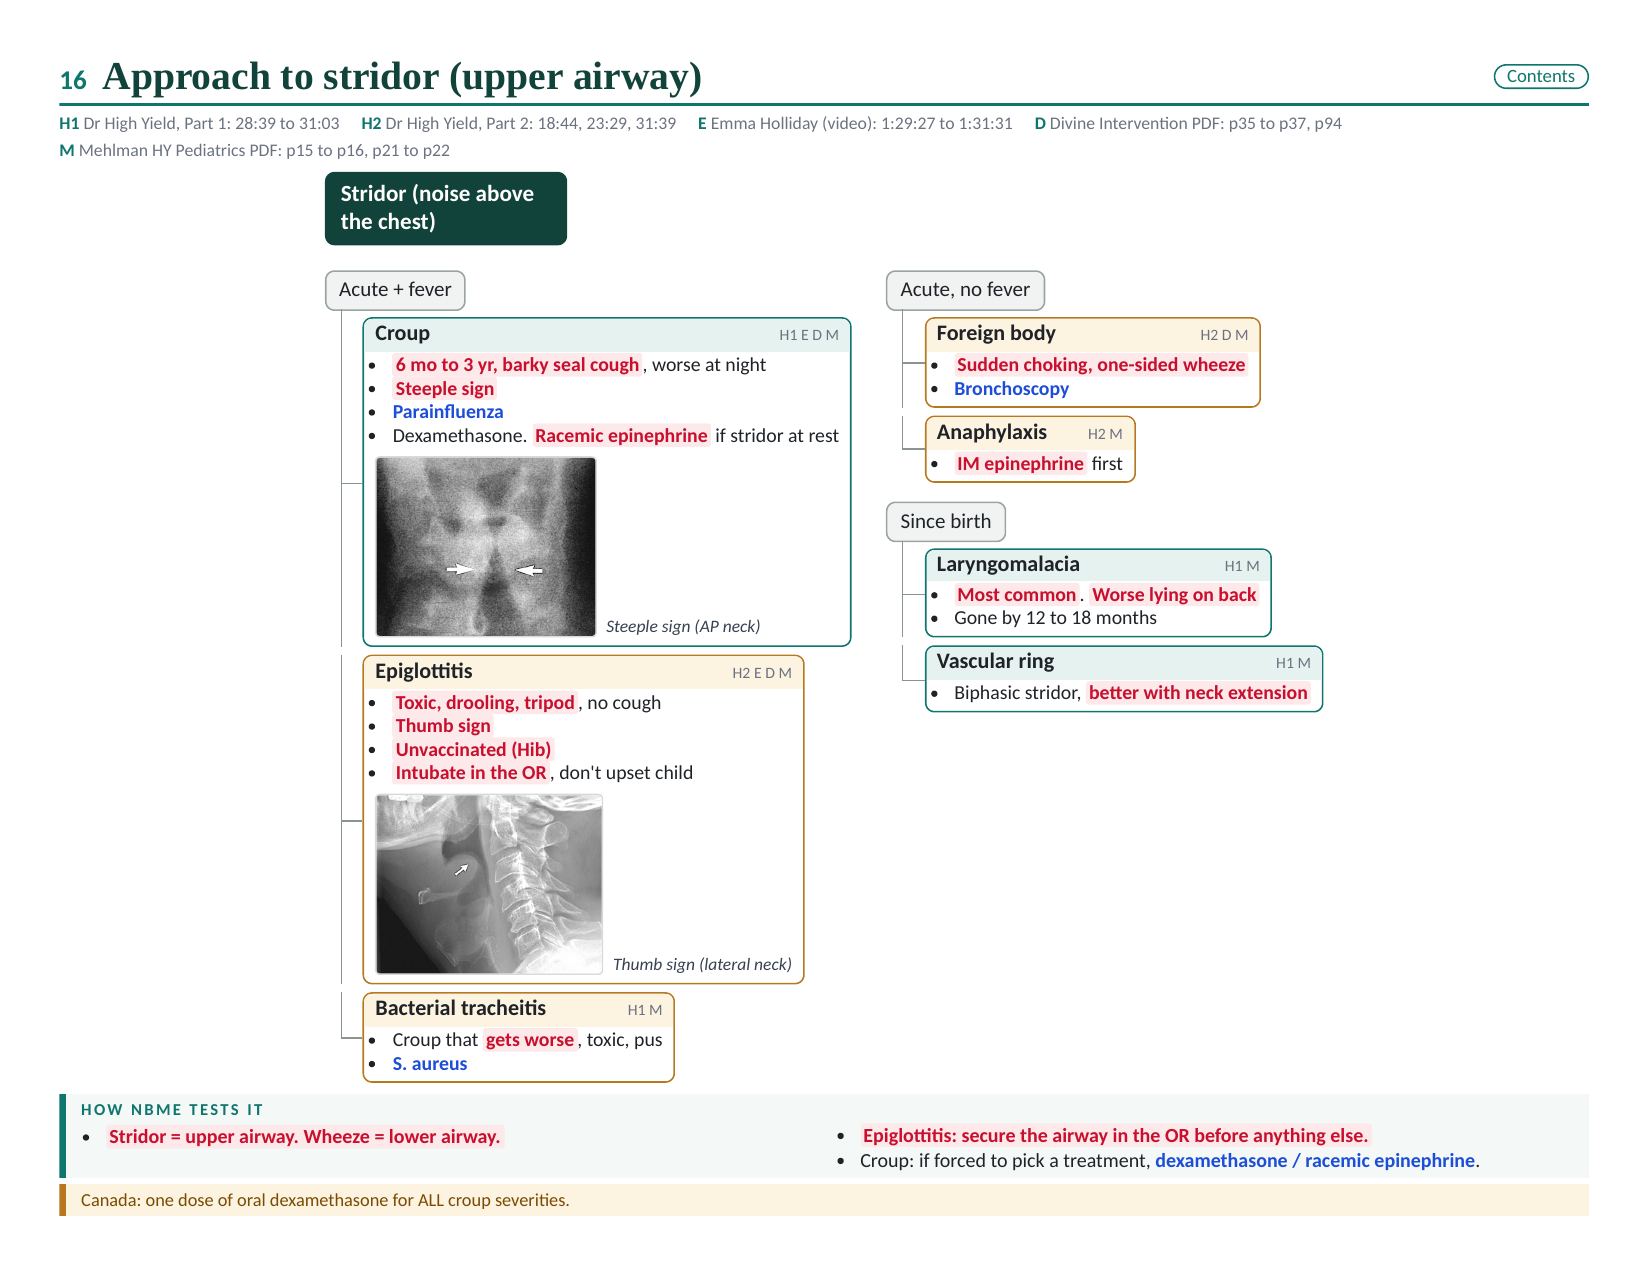 16 Approach to stridor (upper airway)
Contents
H1 Dr High Yield, Part 1: 28:39 to 31:03 H2 Dr High Yield, Part 2: 18:44, 23:29, 31:39 E Emma Holliday (video): 1:29:27 to 1:31:31 D Divine Intervention PDF: p35 to p37, p94
M Mehlman HY Pediatrics PDF: p15 to p16, p21 to p22
Stridor (noise above
the chest)
Acute + fever
Croup H1 E D M
• 6 mo to 3 yr, barky seal cough, worse at night
• Steeple sign
• Parainfluenza
• Dexamethasone. Racemic epinephrine if stridor at rest
Steeple sign (AP neck)
Epiglottitis H2 E D M
• Toxic, drooling, tripod, no cough
• Thumb sign
• Unvaccinated (Hib)
• Intubate in the OR, don't upset child
Thumb sign (lateral neck)
Bacterial tracheitis H1 M
• Croup that gets worse, toxic, pus
• S. aureus
Acute, no fever
Foreign body H2 D M
• Sudden choking, one-sided wheeze
• Bronchoscopy
Anaphylaxis H2 M
• IM epinephrine first
Since birth
Laryngomalacia H1 M
• Most common. Worse lying on back
• Gone by 12 to 18 months
Vascular ring H1 M
• Biphasic stridor, better with neck extension
HOW NBME TESTS IT
• Stridor = upper airway. Wheeze = lower airway.
• Epiglottitis: secure the airway in the OR before anything else.
• Croup: if forced to pick a treatment, dexamethasone / racemic epinephrine.
Canada: one dose of oral dexamethasone for ALL croup severities.